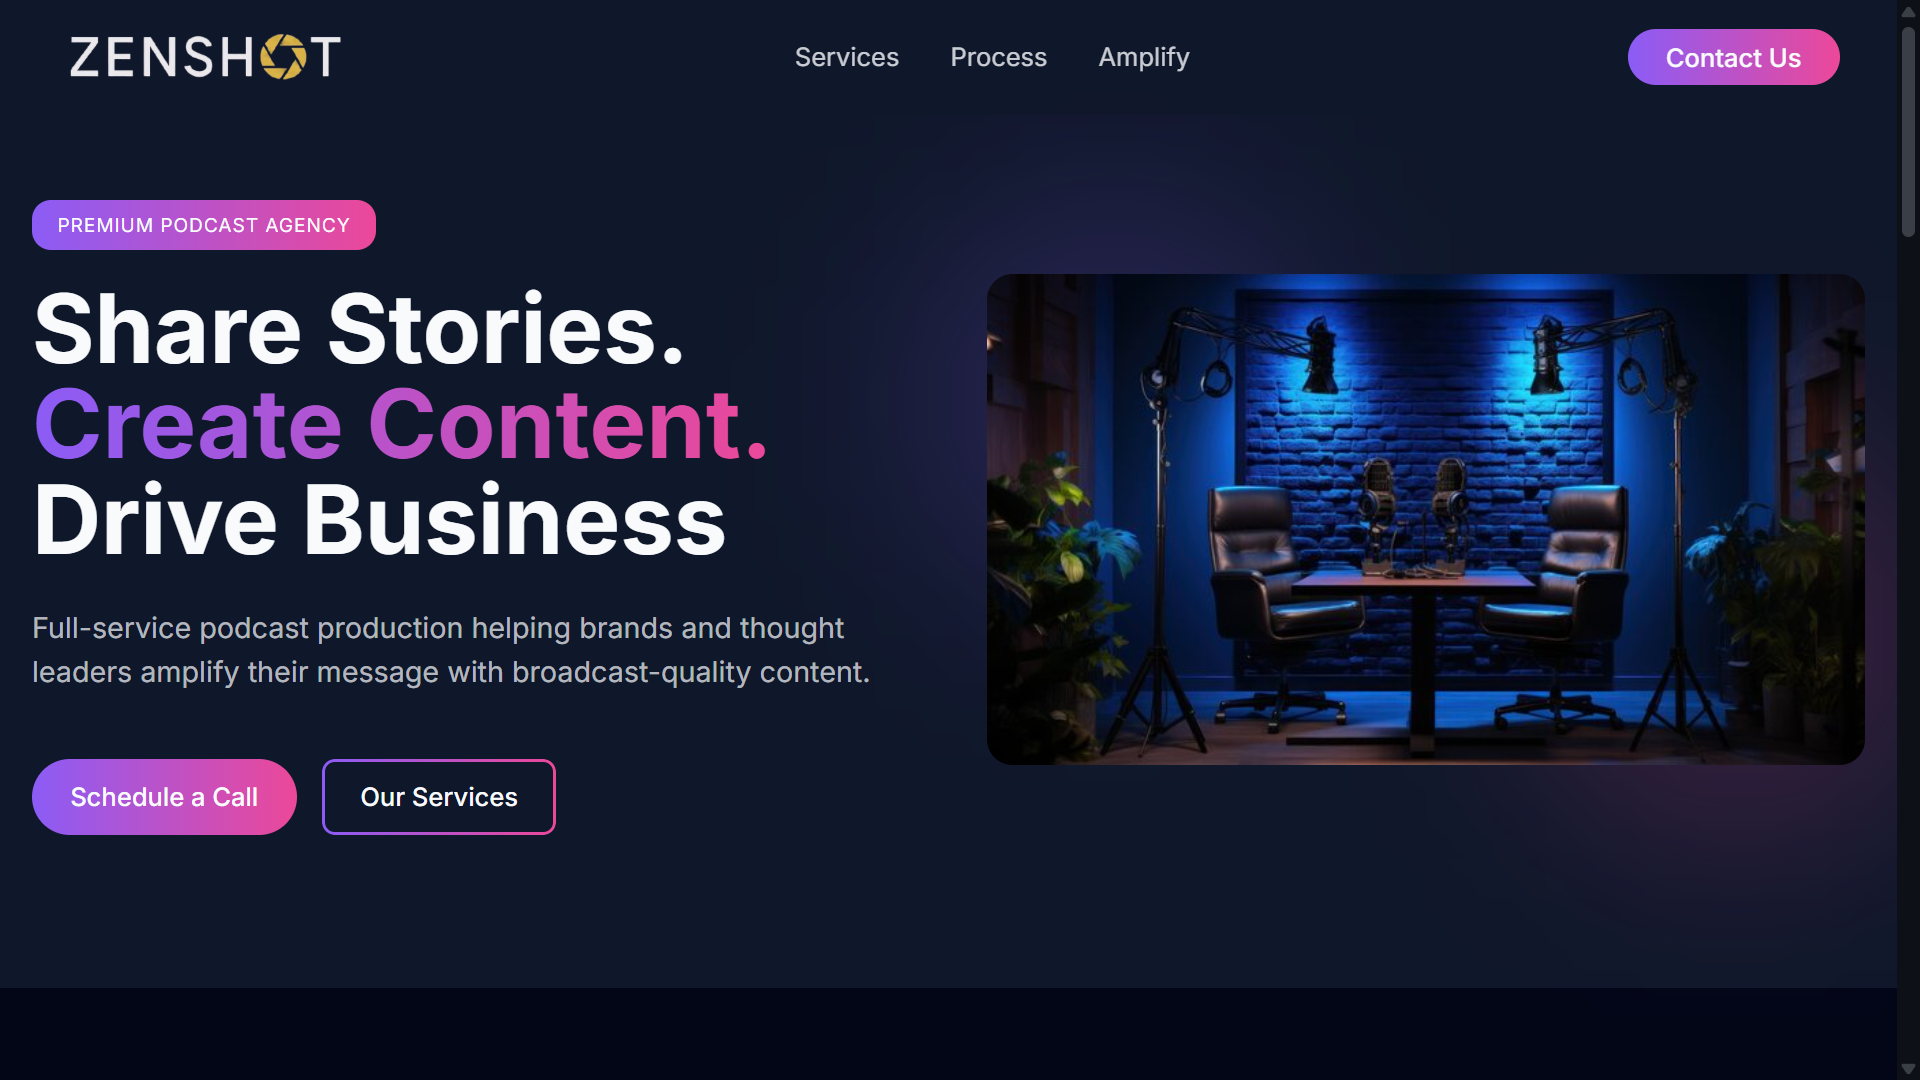 ZENSHOT
Services
Process
Amplify
Contact Us
PREMIUM PODCAST AGENCY
Share Stories.
Create Content.
Drive Business
Full-service podcast production helping brands and thought
leaders amplify their message with broadcast-quality content.
Schedule a Call
Our Services